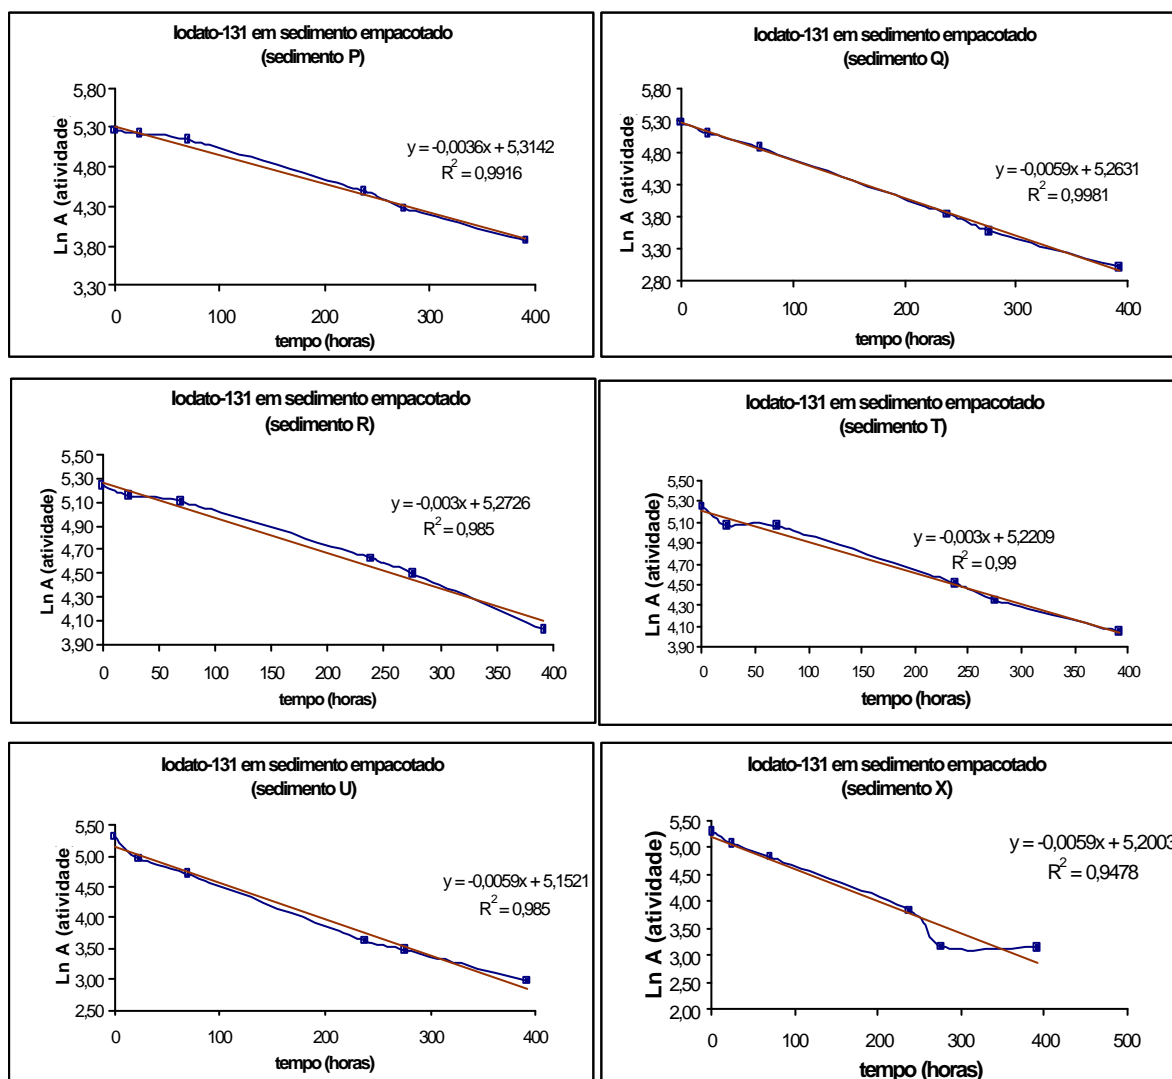 Iodato-131 em sedimento empacotado
(sedimento P)
5,80
5,30
4,80
4,30
3,80
3,30
Ln A (atividade)
y = -0,0036x + 5,3142
R2 = 0,9916
0 100 200 300 400
tempo (horas)
Iodato-131 em sedimento empacotado
(sedimento Q)
5,80
5,30
4,80
4,30
3,80
3,30
2,80
Ln A (atividade)
y = -0,0059x + 5,2631
R2 = 0,9981
0 100 200 300 400
tempo (horas)
Iodato-131 em sedimento empacotado
(sedimento R)
5,50
5,30
5,10
4,90
4,70
4,50
4,30
4,10
3,90
Ln A (atividade)
y = -0,003x + 5,2726
R2 = 0,985
0 50 100 150 200 250 300 350 400
tempo (horas)
Iodato-131 em sedimento empacotado
(sedimento T)
5,50
5,30
5,10
4,90
4,70
4,50
4,30
4,10
3,90
Ln A (atividade)
y = -0,003x + 5,2209
R2 = 0,99
0 50 100 150 200 250 300 350 400
tempo (horas)
Iodato-131 em sedimento empacotado
(sedimento U)
5,50
5,00
4,50
4,00
3,50
3,00
2,50
Ln A (atividade)
y = -0,0059x + 5,1521
R2 = 0,985
0 100 200 300 400
tempo (horas)
Iodato-131 em sedimento empacotado
(sedimento X)
5,50
5,00
4,50
4,00
3,50
3,00
2,50
2,00
Ln A (atividade)
y = -0,0059x + 5,2003
R2 = 0,9478
0 100 200 300 400 500
tempo (horas)